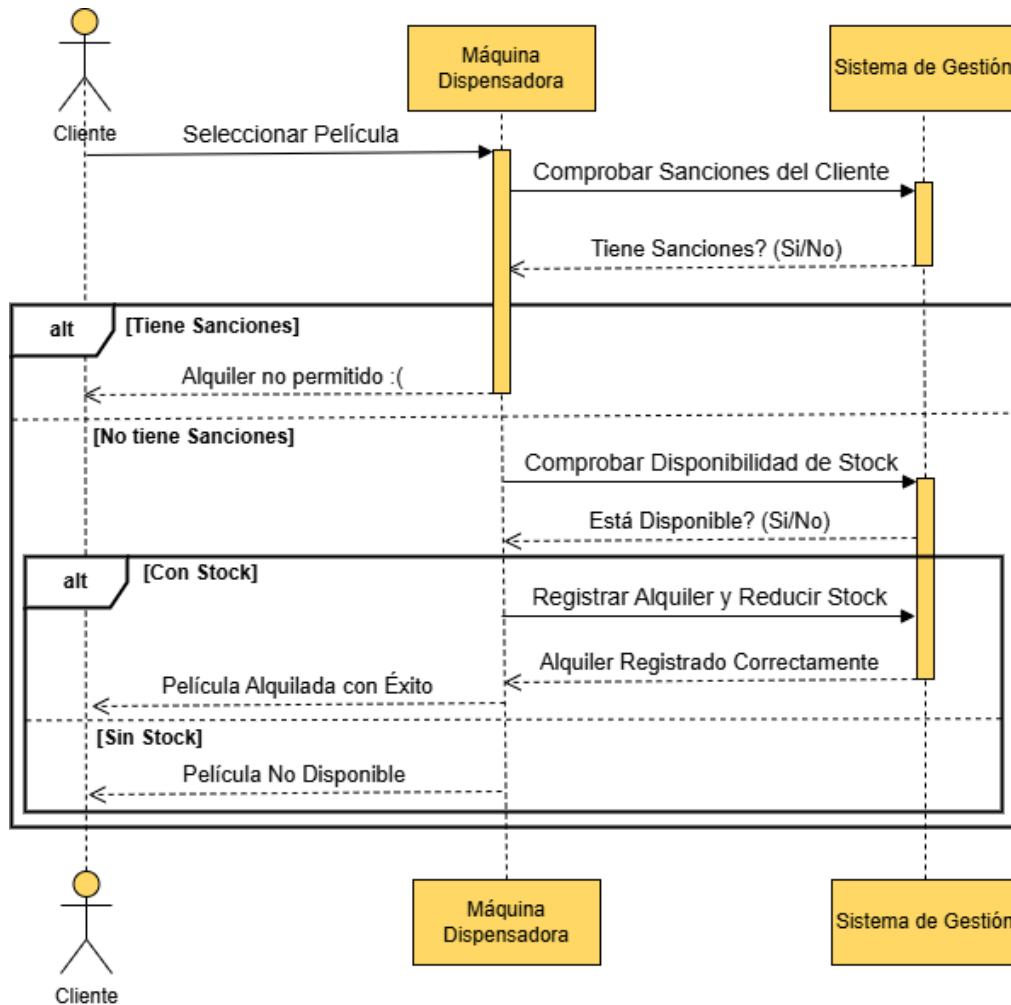 Máquina
Dispensadora
Sistema de Gestión
Cliente
Seleccionar Película
Comprobar Sanciones del Cliente
Tiene Sanciones? (Si/No)
alt
[Tiene Sanciones]
Alquiler no permitido :(
[No tiene Sanciones]
Comprobar Disponibilidad de Stock
Está Disponible? (Si/No)
alt
[Con Stock]
Registrar Alquiler y Reducir Stock
Alquiler Registrado Correctamente
Película Alquilada con Éxito
[Sin Stock]
Película No Disponible
Máquina
Dispensadora
Sistema de Gestión
Cliente